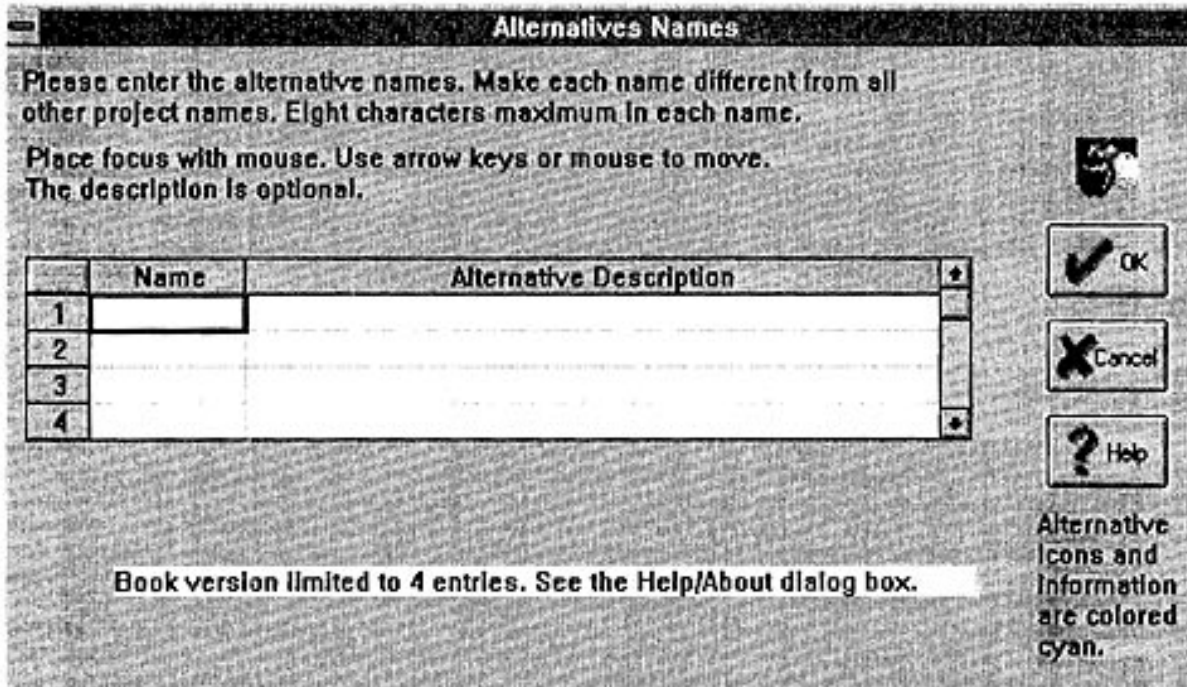 Alternatives Names
Please enter the alternative names. Make each name different from all
other project names. Eight characters maximum in each name.
Place focus with mouse. Use arrow keys or mouse to move.
The description is optional.
Name Alternative Description
1
2
3
4
OK
Cancel
Help
Alternative
Icons and
Information
are colored
cyan.
Book version limited to 4 entries. See the Help/About dialog box.